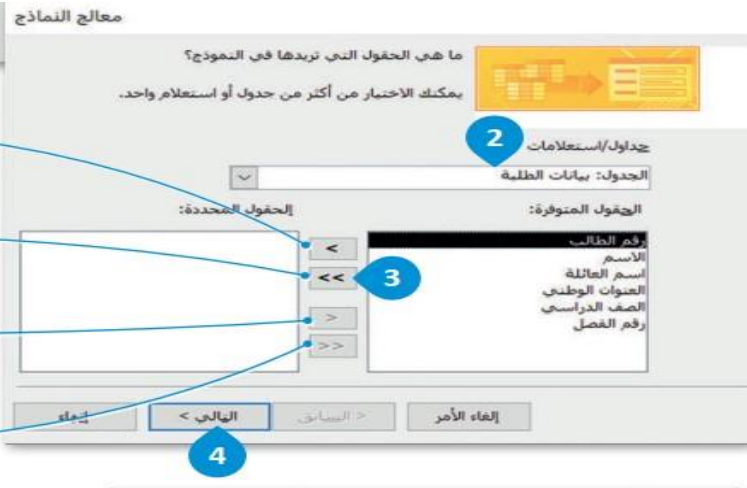 معالج النماذج
ما هي الحقول التي تريدها في النموذج؟
يمكنك الاختيار من أكثر من جدول أو استعلام واحد.
2
جداول/استعلامات
الجدول: بيانات الطلبة
الحقول المتوفرة:
الحقول المحددة:
رقم الطالب
الاسم
اسم العائلة
العنوات الوطني
الصف الدراسي
رقم الفصل
<
<<
3
>
>>
إلغاء الأمر
< السابق
التالي >
إنهاء
4